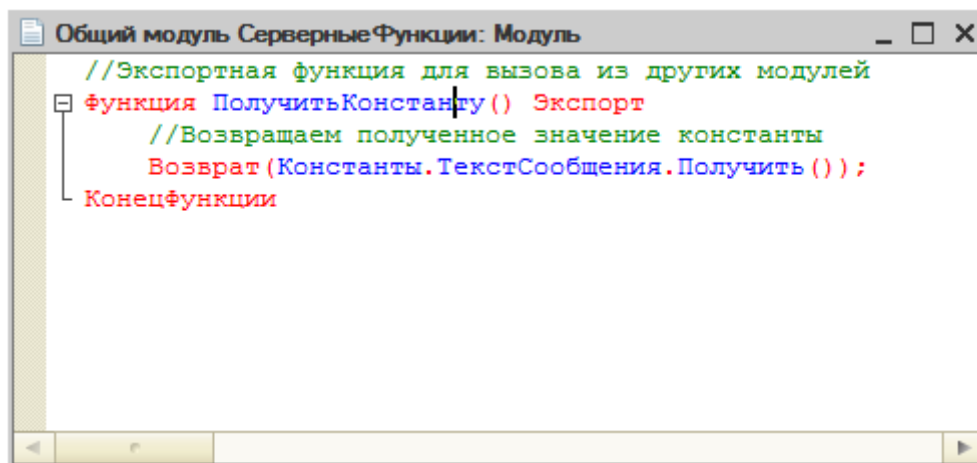 Общий модуль СерверныеФункции: Модуль
//Экспортная функция для вызова из других модулей
Функция ПолучитьКонстанту() Экспорт
//Возвращаем полученное значение константы
Возврат(Константы.ТекстСообщения.Получить());
КонецФункции